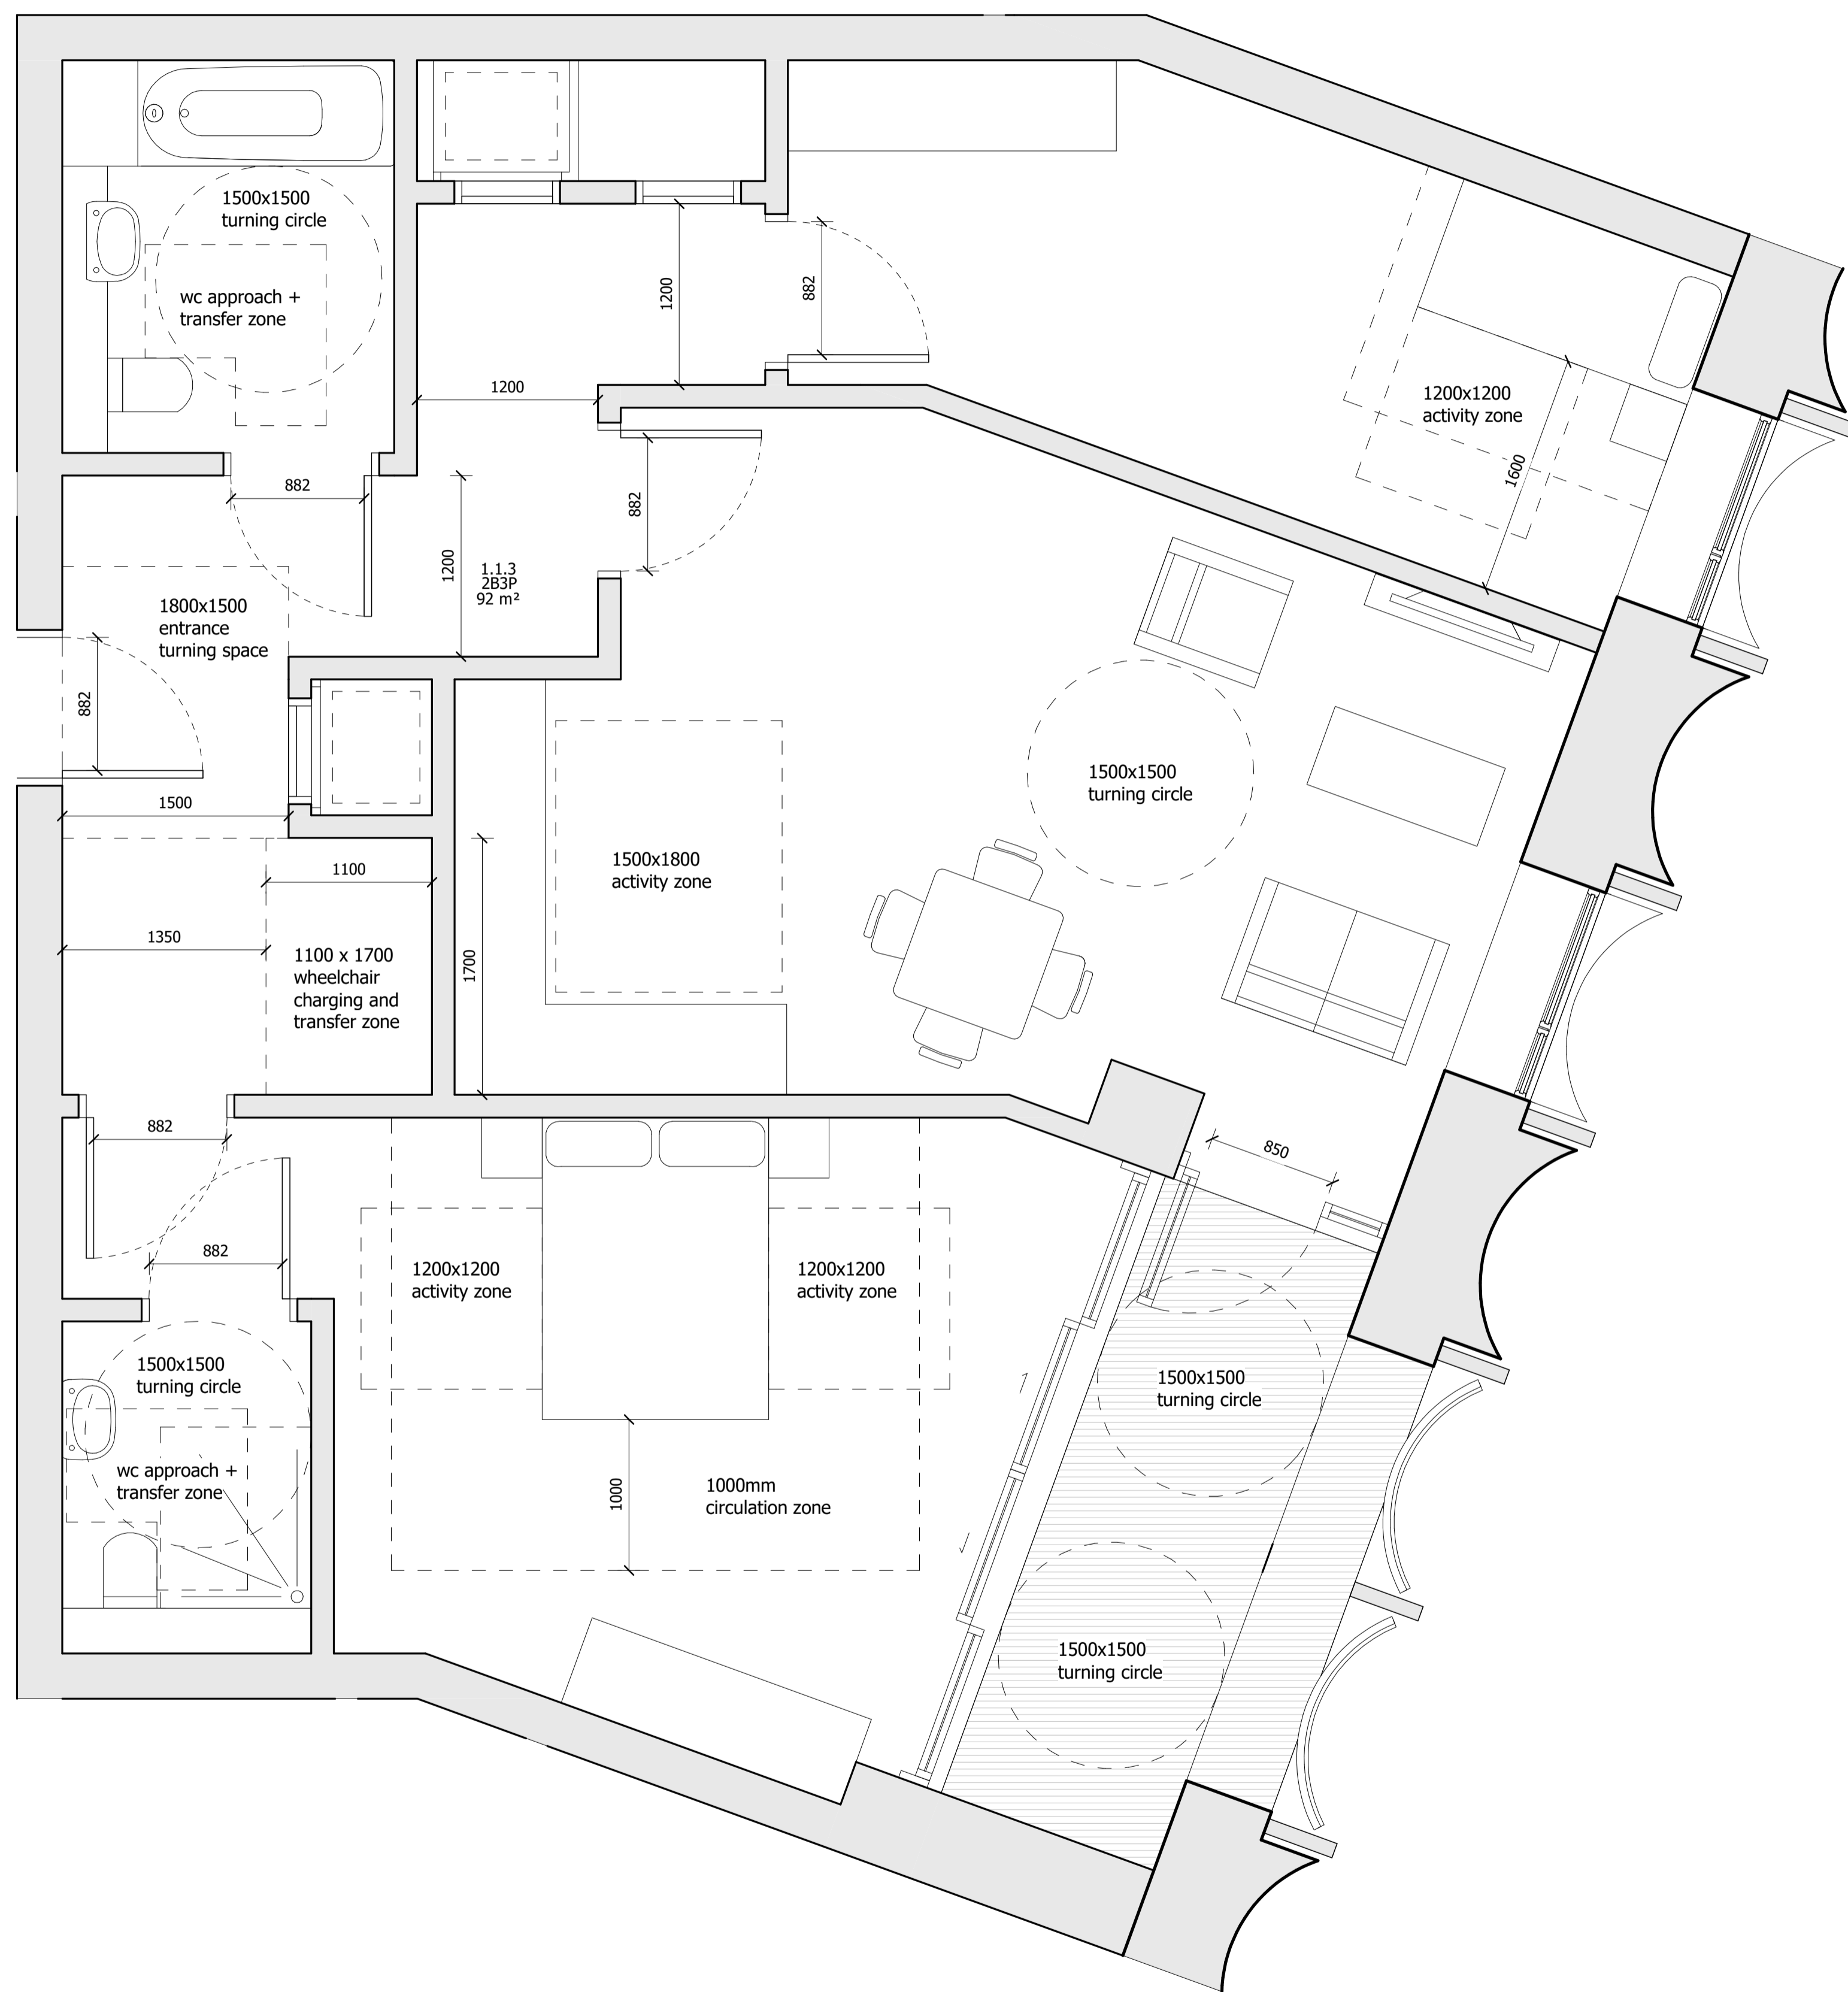 1500x1500
turning circle
wc approach +
transfer zone
1200
882
1200
1200x1200
activity zone
1600
882
882
1200
1.1.3
2B3P
92 m²
1800x1500
entrance
turning space
882
1500
1500x1500
turning circle
1100
1500x1800
activity zone
1350
1100 x 1700
wheelchair
charging and
transfer zone
1700
882
850
882
1200x1200
activity zone
1200x1200
activity zone
1500x1500
turning circle
1500x1500
turning circle
wc approach +
transfer zone
1000
1000mm
circulation zone
1500x1500
turning circle